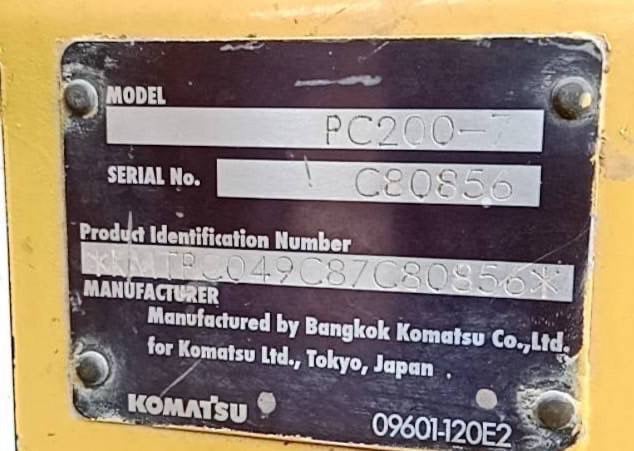 MODEL
PC200-7
SERIAL No.
C80856
Product Identification Number
*KMTPC049C87C80856*
MANUFACTURER
Manufactured by Bangkok Komatsu Co.,Ltd.
for Komatsu Ltd., Tokyo, Japan
KOMATSU
09601-120E2